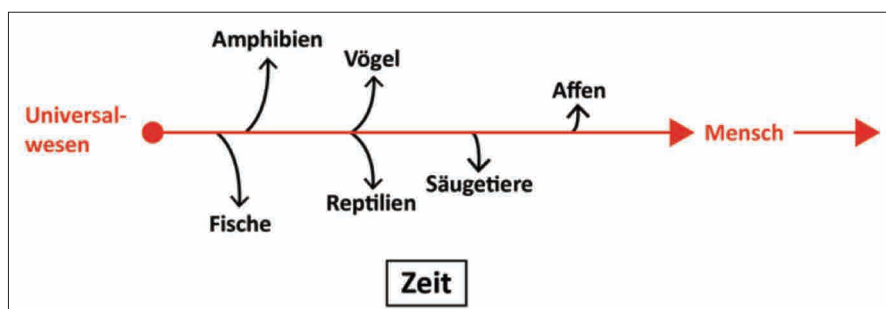 Amphibien
Vögel
Affen
Universal-
wesen
Mensch
Fische
Reptilien
Säugetiere
Zeit